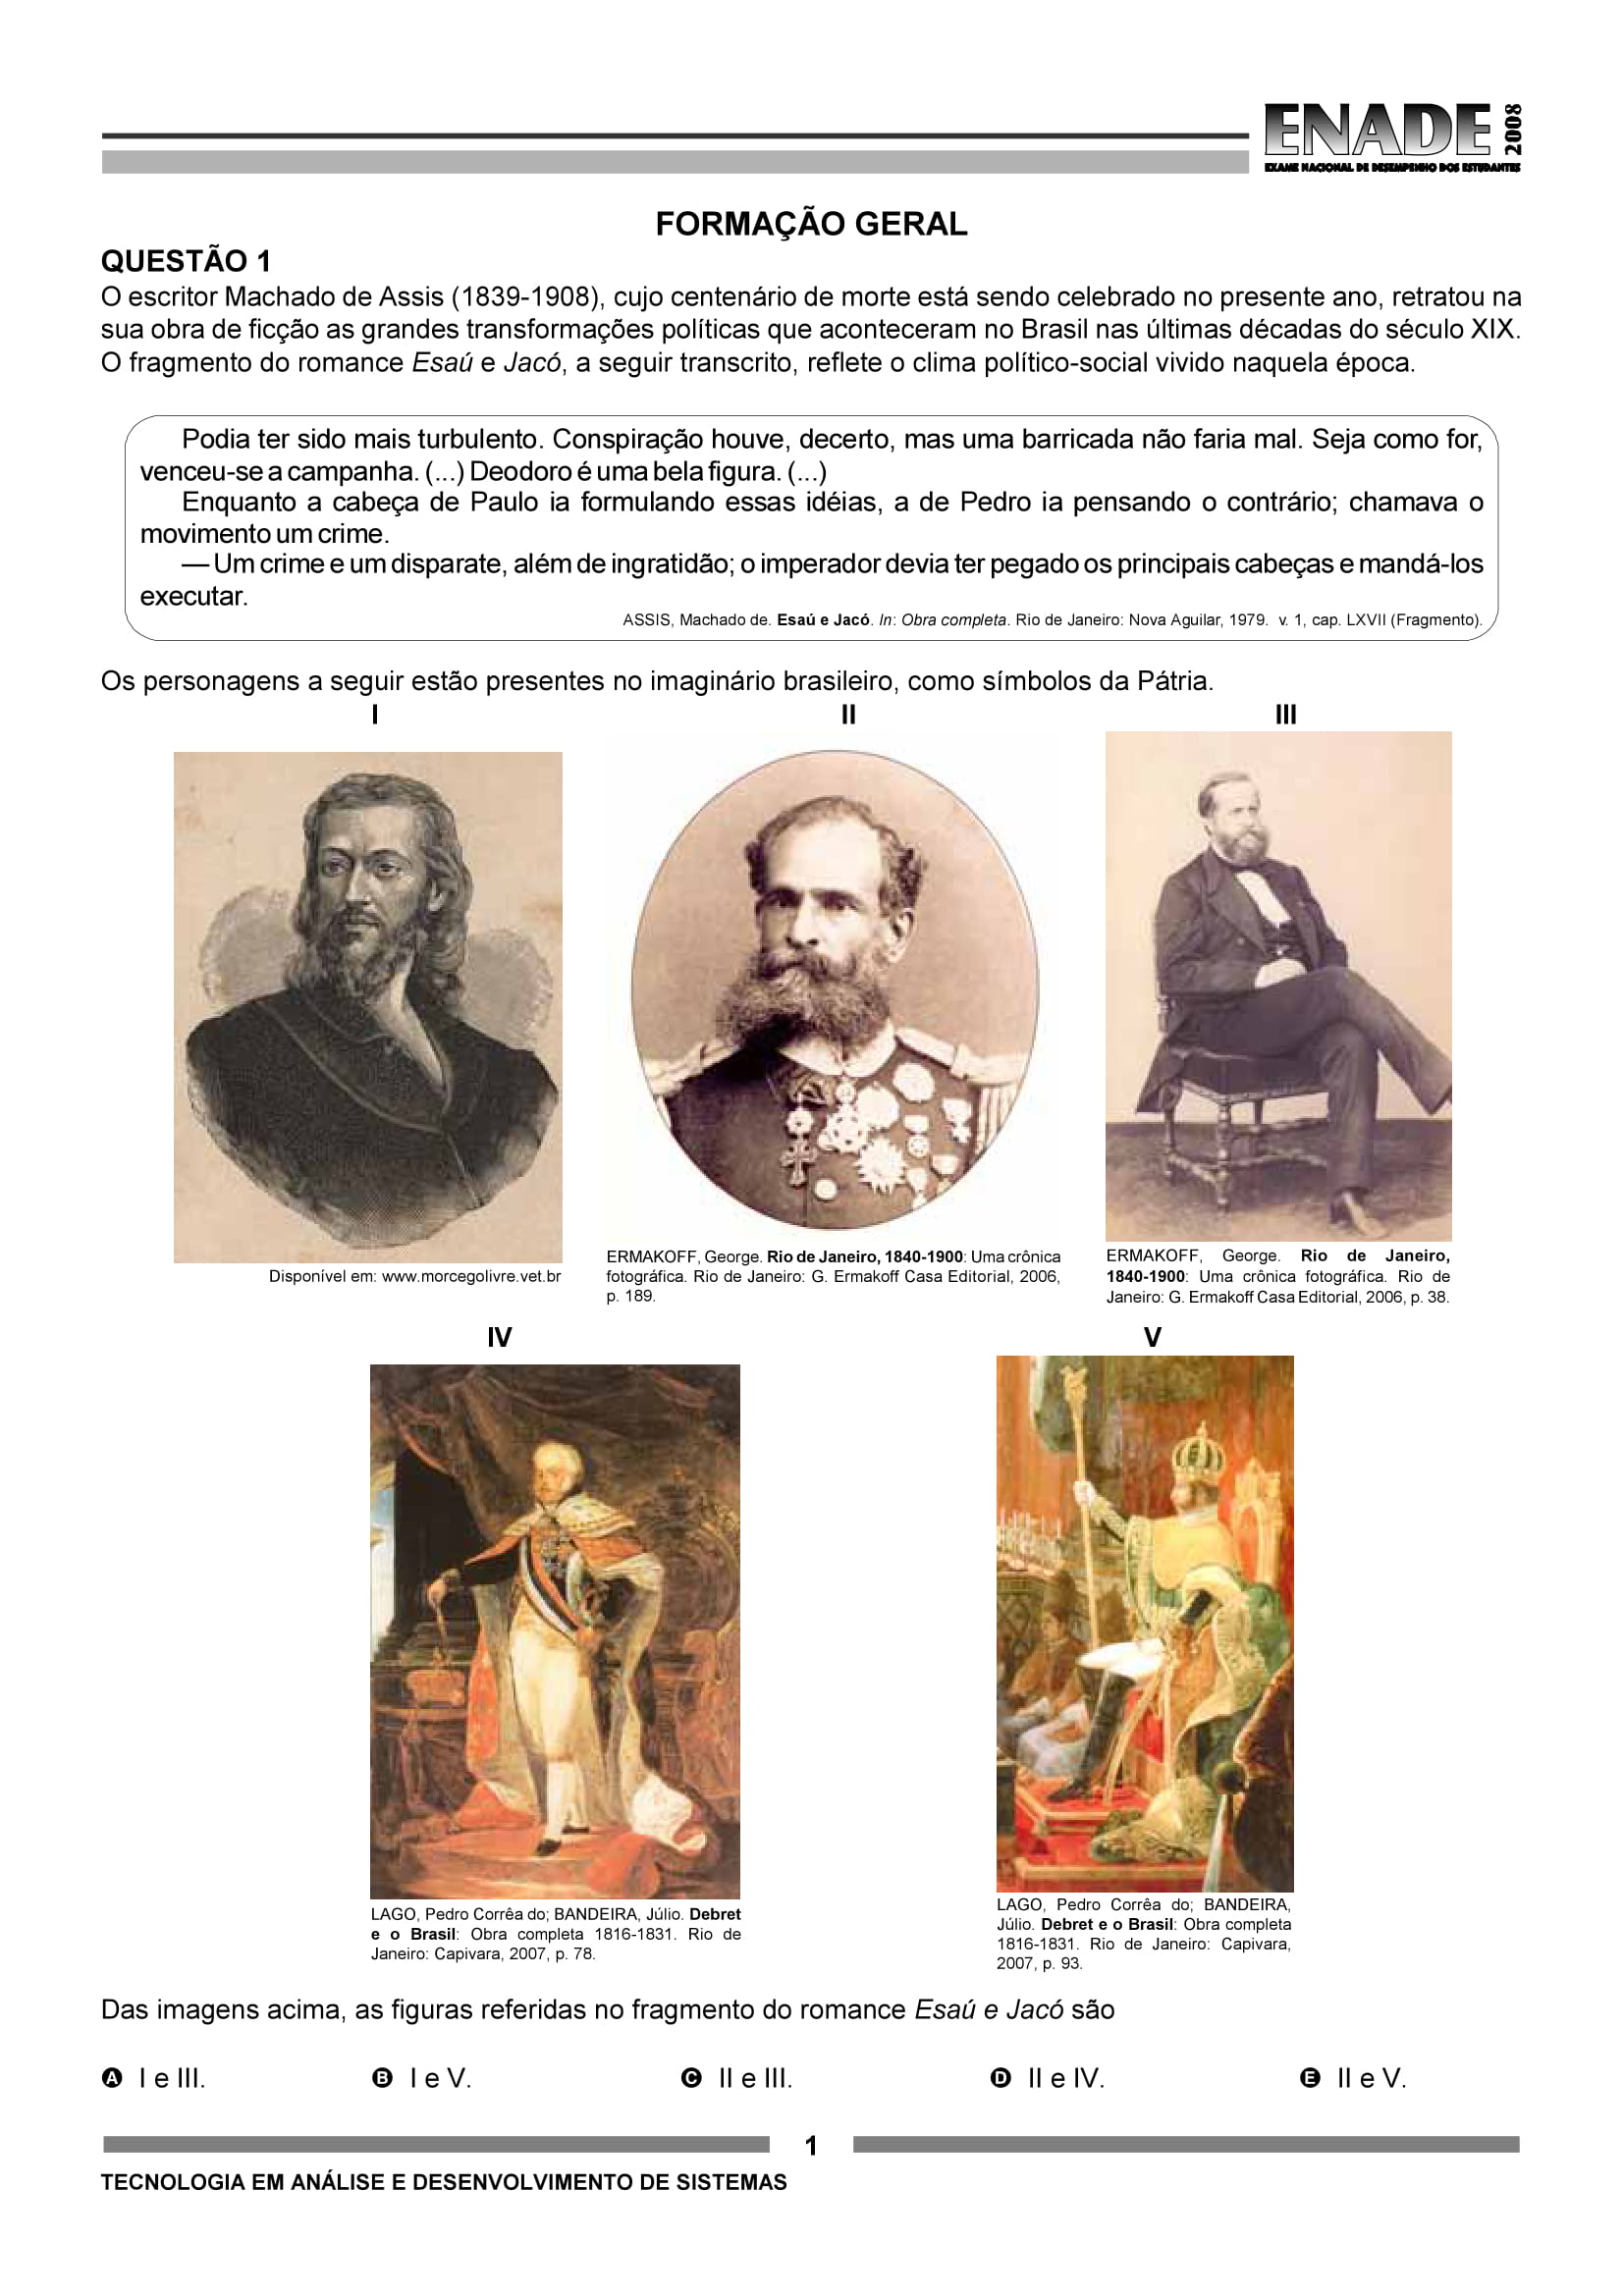 ENADE 2008
EXAME NACIONAL DE DESEMPENHO DOS ESTUDANTES
FORMAÇÃO GERAL
QUESTÃO 1
O escritor Machado de Assis (1839-1908), cujo centenário de morte está sendo celebrado no presente ano, retratou na
sua obra de ficção as grandes transformações políticas que aconteceram no Brasil nas últimas décadas do século XIX.
O fragmento do romance Esaú e Jacó, a seguir transcrito, reflete o clima político-social vivido naquela época.
Podia ter sido mais turbulento. Conspiração houve, decerto, mas uma barricada não faria mal. Seja como for,
venceu-se a campanha. (...) Deodoro é uma bela figura. (...)
Enquanto a cabeça de Paulo ia formulando essas idéias, a de Pedro ia pensando o contrário; chamava o
movimento um crime.
— Um crime e um disparate, além de ingratidão; o imperador devia ter pegado os principais cabeças e mandá-los
executar.
ASSIS, Machado de. Esaú e Jacó. In: Obra completa. Rio de Janeiro: Nova Aguilar, 1979. v. 1, cap. LXVII (Fragmento).
Os personagens a seguir estão presentes no imaginário brasileiro, como símbolos da Pátria.
I
II
III
Disponível em: www.morcegolivre.vet.br
ERMAKOFF, George. Rio de Janeiro, 1840-1900: Uma crônica
fotográfica. Rio de Janeiro: G. Ermakoff Casa Editorial, 2006,
p. 189.
ERMAKOFF, George. Rio de Janeiro,
1840-1900: Uma crônica fotográfica. Rio de
Janeiro: G. Ermakoff Casa Editorial, 2006, p. 38.
IV
V
LAGO, Pedro Corrêa do; BANDEIRA, Júlio. Debret
e o Brasil: Obra completa 1816-1831. Rio de
Janeiro: Capivara, 2007, p. 78.
LAGO, Pedro Corrêa do; BANDEIRA,
Júlio. Debret e o Brasil: Obra completa
1816-1831. Rio de Janeiro: Capivara,
2007, p. 93.
Das imagens acima, as figuras referidas no fragmento do romance Esaú e Jacó são
A I e III.
B I e V.
C II e III.
D II e IV.
E II e V.
1
TECNOLOGIA EM ANÁLISE E DESENVOLVIMENTO DE SISTEMAS